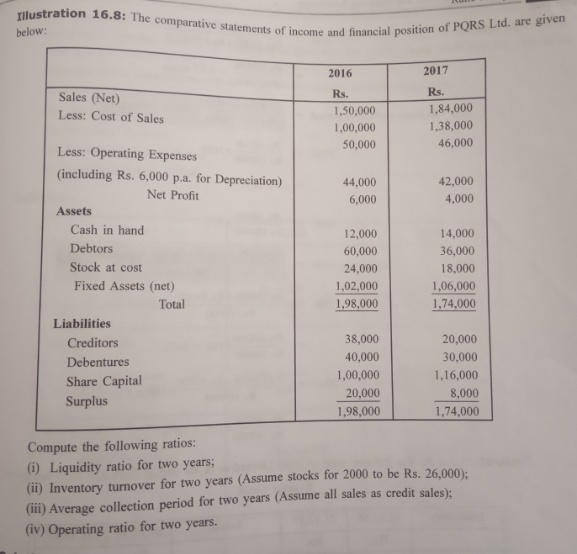 Illustration 16.8: The comparative statements of income and financial position of PQRS Ltd. are given
below:
2016 2017
Rs. Rs.
Sales (Net) 1,50,000 1,84,000
Less: Cost of Sales 1,00,000 1,38,000
50,000 46,000
Less: Operating Expenses
(including Rs. 6,000 p.a. for Depreciation) 44,000 42,000
Net Profit 6,000 4,000
Assets
Cash in hand 12,000 14,000
Debtors 60,000 36,000
Stock at cost 24,000 18,000
Fixed Assets (net) 1,02,000 1,06,000
Total 1,98,000 1,74,000
Liabilities
Creditors 38,000 20,000
Debentures 40,000 30,000
Share Capital 1,00,000 1,16,000
Surplus 20,000 8,000
1,98,000 1,74,000
Compute the following ratios:
(i) Liquidity ratio for two years;
(ii) Inventory turnover for two years (Assume stocks for 2000 to be Rs. 26,000);
(iii) Average collection period for two years (Assume all sales as credit sales);
(iv) Operating ratio for two years.